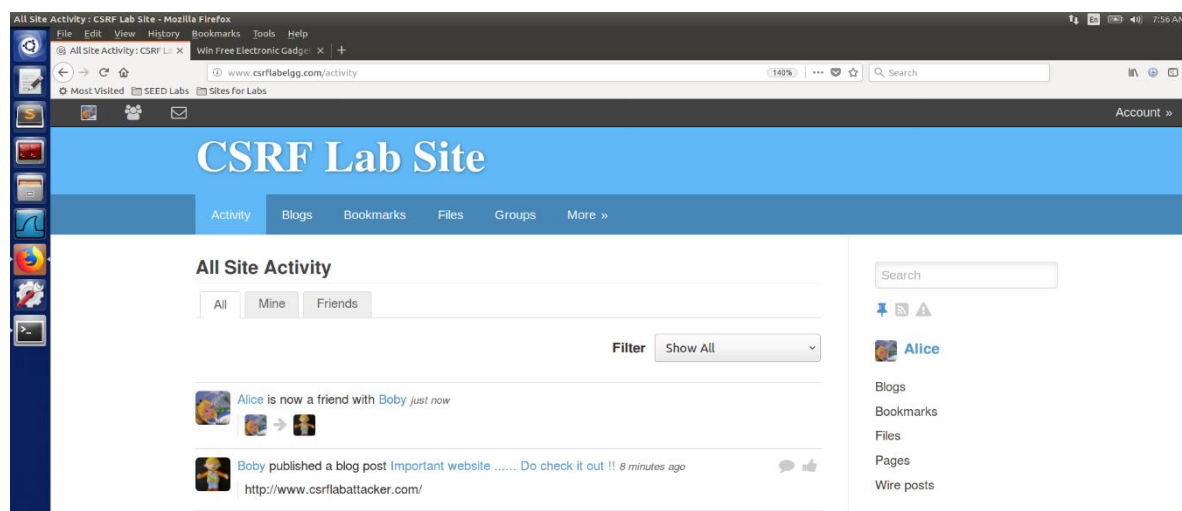 All Site Activity : CSRF Lab Site - Mozilla Firefox
En 7:56 AM
File Edit View History Bookmarks Tools Help
All Site Activity : CSRF La × Win Free Electronic Gadget × +
www.csrflabelgg.com/activity 140% Search
Most Visited SEED Labs Sites for Labs
Account »
CSRF Lab Site
Activity Blogs Bookmarks Files Groups More »
All Site Activity
Search
All Mine Friends
Filter Show All
Alice
Alice is now a friend with Boby just now
Blogs
Bookmarks
Files
Boby published a blog post Important website ...... Do check it out !! 8 minutes ago
Pages
http://www.csrflabattacker.com/
Wire posts